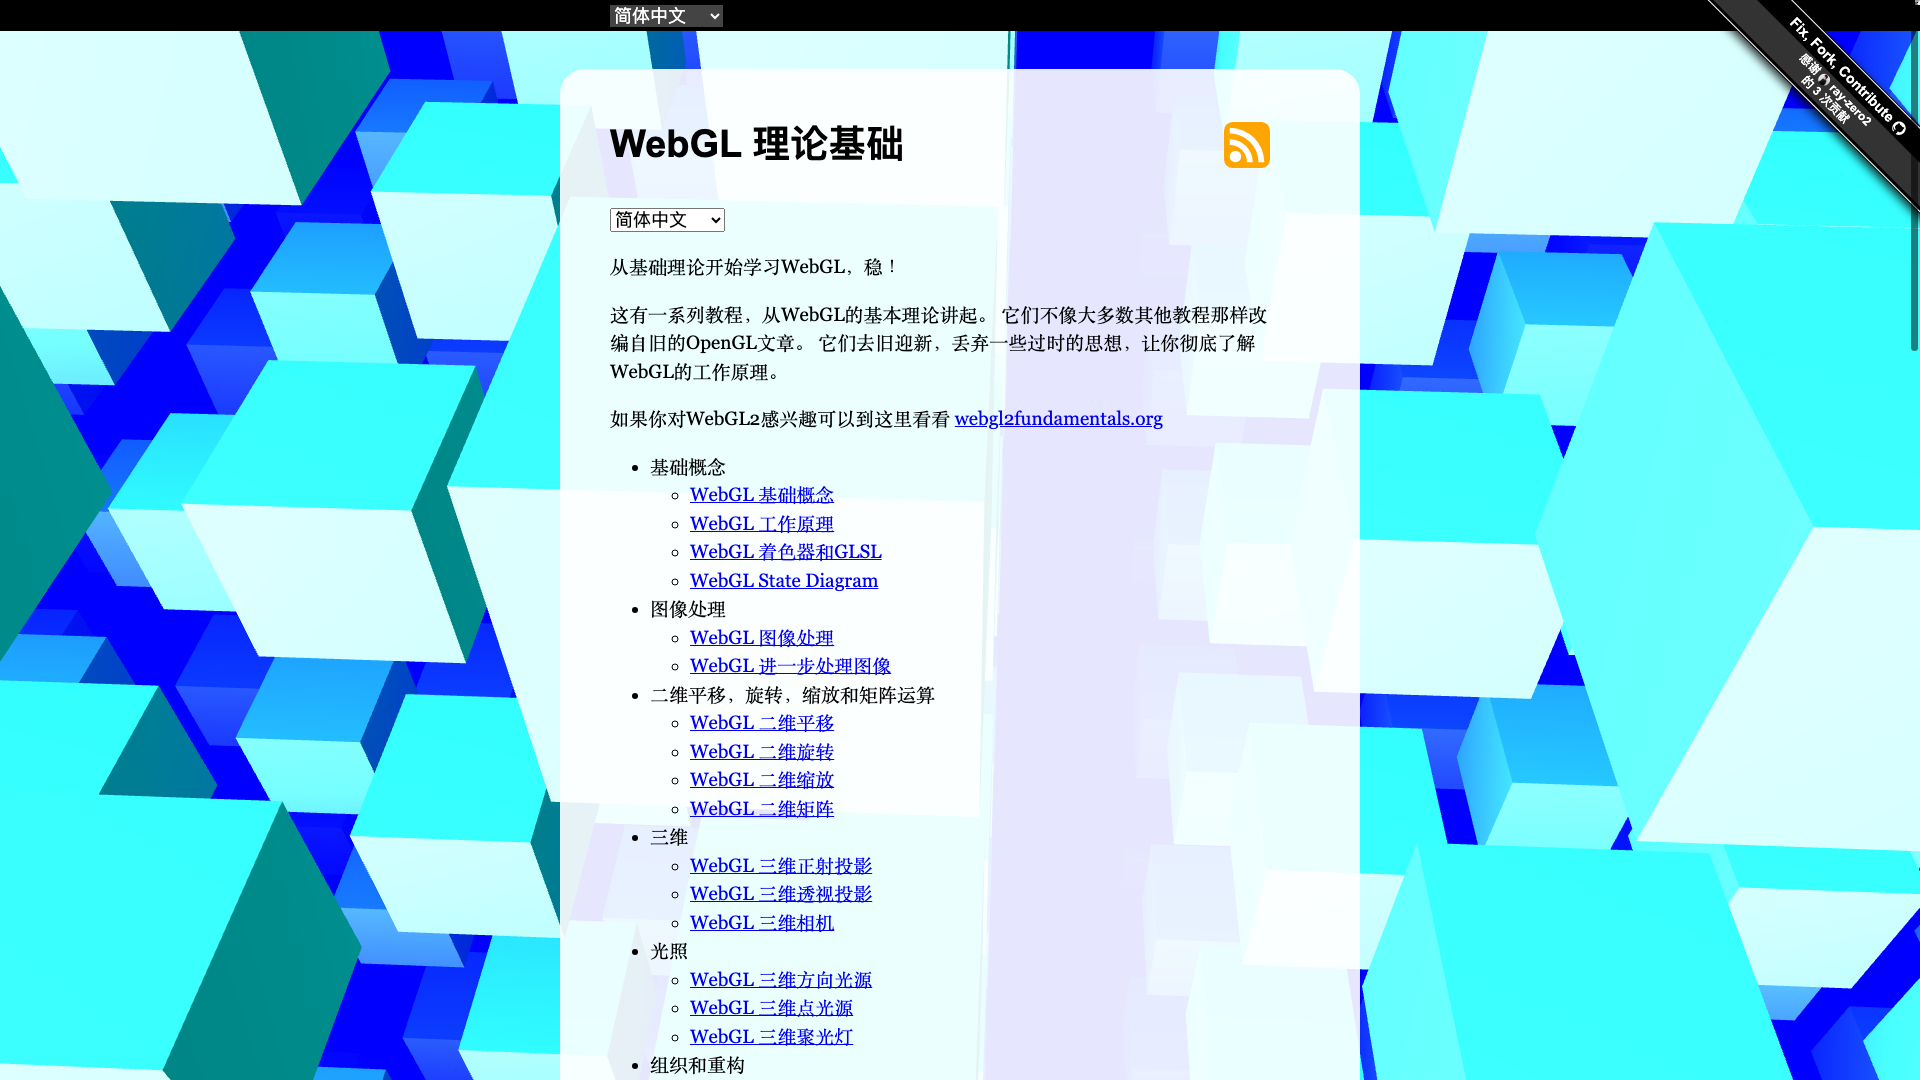 简体中文
Fix, Fork, Contribute
感谢 ray-zero2
的 3 次贡献
WebGL 理论基础
简体中文
从基础理论开始学习WebGL，稳！
这有一系列教程，从WebGL的基本理论讲起。 它们不像大多数其他教程那样改
编自旧的OpenGL文章。 它们去旧迎新，丢弃一些过时的思想，让你彻底了解
WebGL的工作原理。
如果你对WebGL2感兴趣可以到这里看看 webgl2fundamentals.org
基础概念
WebGL 基础概念
WebGL 工作原理
WebGL 着色器和GLSL
WebGL State Diagram
图像处理
WebGL 图像处理
WebGL 进一步处理图像
二维平移，旋转，缩放和矩阵运算
WebGL 二维平移
WebGL 二维旋转
WebGL 二维缩放
WebGL 二维矩阵
三维
WebGL 三维正射投影
WebGL 三维透视投影
WebGL 三维相机
光照
WebGL 三维方向光源
WebGL 三维点光源
WebGL 三维聚光灯
组织和重构